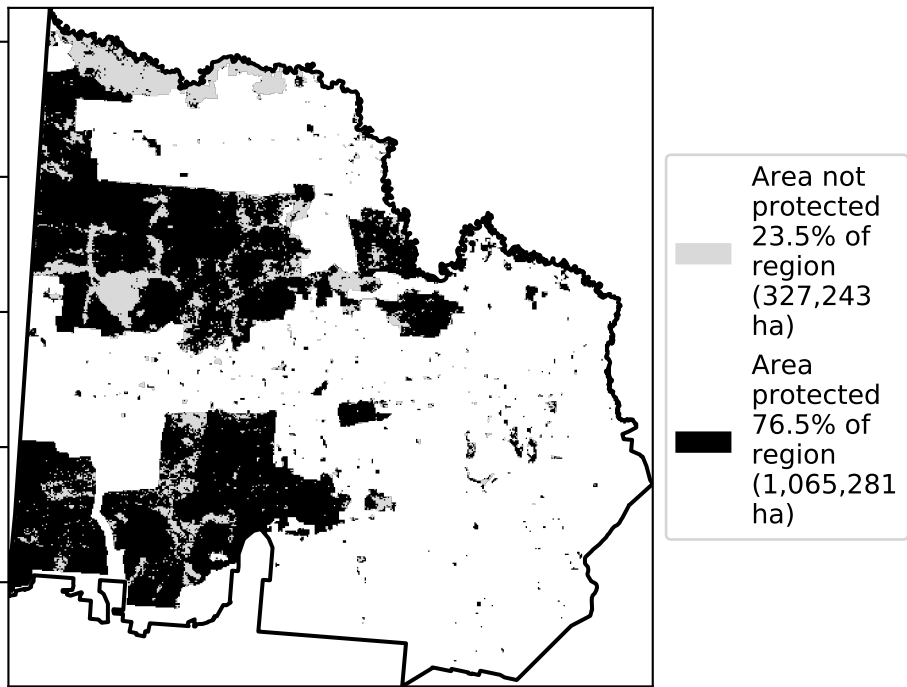 Area not
protected
23.5% of
region
(327,243
ha)
Area
protected
76.5% of
region
(1,065,281
ha)